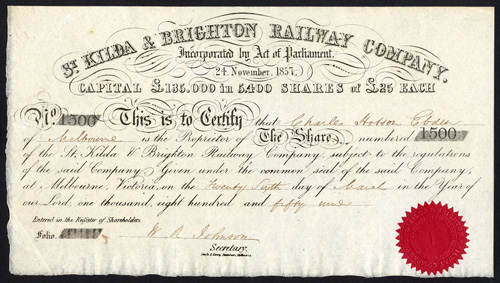 ST. KILDA & BRIGHTON RAILWAY COMPANY.
Incorporated by Act of Parliament.
24. November. 1857.
CAPITAL £135,000 in 5,400 SHARES of £25 EACH
No. 1500 This is to Certify that Charles Hotson Ebden
of Melbourne is the Proprietor of The Share numbered 1500
of the St. Kilda & Brighton Railway Company, subject to the regulations
of the said Company. Given under the common seal of the said Company,
at Melbourne, Victoria, on the Twenty Sixth day of March in the Year of
our Lord, one thousand, eight hundred and fifty nine
Entered in the Register of Shareholders
Folio
W. R. Johnson
Secretary.